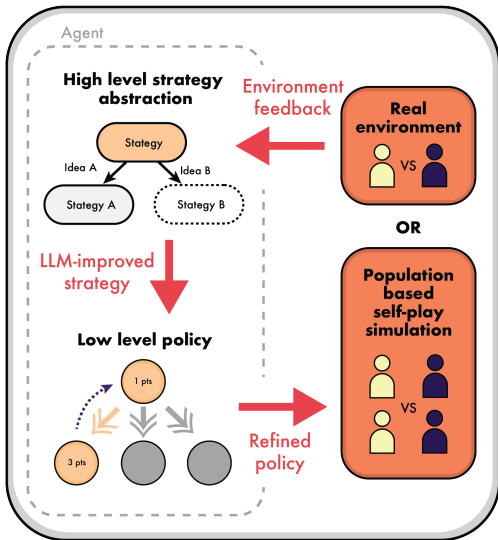 Agent
High level strategy
abstraction
Stategy
Idea A
Idea B
Stategy A
Stategy B
LLM-improved
strategy
Low level policy
1 pts
3 pts
Environment
feedback
Refined
policy
Real
environment
VS
OR
Population
based
self-play
simulation
VS